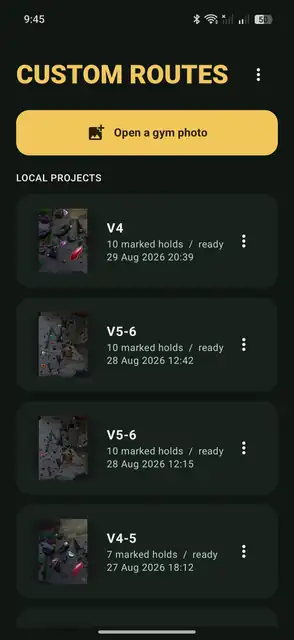 9:45
CUSTOM ROUTES
Open a gym photo
LOCAL PROJECTS
V4
10 marked holds / ready
29 Aug 2026 20:39
V5-6
10 marked holds / ready
28 Aug 2026 12:42
V5-6
10 marked holds / ready
28 Aug 2026 12:15
V4-5
7 marked holds / ready
27 Aug 2026 18:12